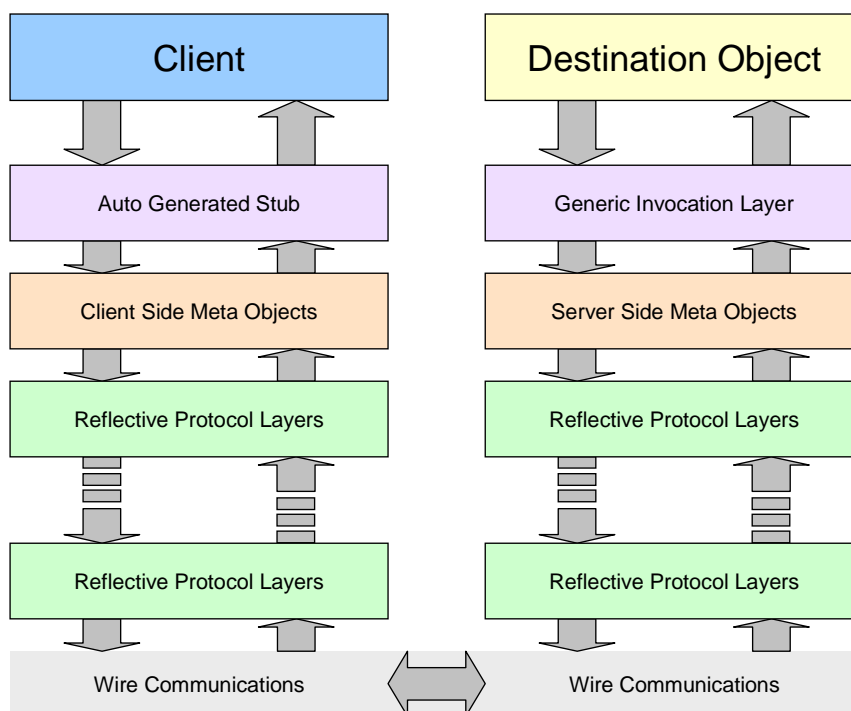 Client
Destination Object
Auto Generated Stub
Generic Invocation Layer
Client Side Meta Objects
Server Side Meta Objects
Reflective Protocol Layers
Reflective Protocol Layers
Reflective Protocol Layers
Reflective Protocol Layers
Wire Communications
Wire Communications